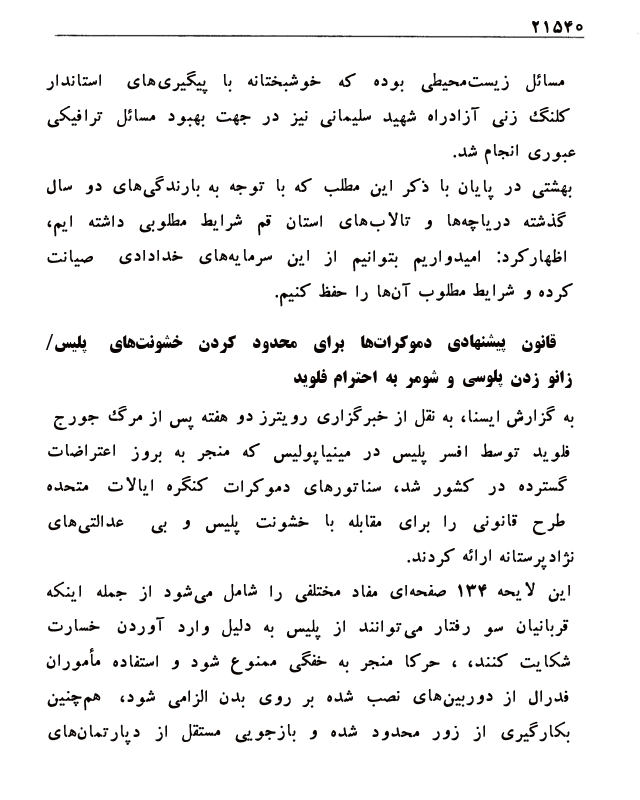 ۲۱۵۴۰
مسائل زیست‌محیطی بوده که خوشبختانه با پیگیری‌های استاندار
کلنگ زنی آزادراه شهید سلیمانی نیز در جهت بهبود مسائل ترافیکی
عبوری انجام شد.
بهشتی در پایان با ذکر این مطلب که با توجه به بارندگی‌های دو سال
گذشته دریاچه‌ها و تالاب‌های استان قم شرایط مطلوبی داشته ایم،
اظهارکرد: امیدواریم بتوانیم از این سرمایه‌های خدادادی صیانت
کرده و شرایط مطلوب آن‌ها را حفظ کنیم.
قانون پیشنهادی دموکرات‌ها برای محدود کردن خشونت‌های پلیس/
زانو زدن پلوسی و شومر به احترام فلوید
به گزارش ایسنا، به نقل از خبرگزاری رویترز دو هفته پس از مرگ جورج
فلوید توسط افسر پلیس در مینیاپولیس که منجر به بروز اعتراضات
گسترده در کشور شد، سناتورهای دموکرات کنگره ایالات متحده
طرح قانونی را برای مقابله با خشونت پلیس و بی عدالتی‌های
نژادپرستانه ارائه کردند.
این لایحه ۱۳۴ صفحه‌ای مفاد مختلفی را شامل می‌شود از جمله اینکه
قربانیان سو رفتار می‌توانند از پلیس به دلیل وارد آوردن خسارت
شکایت کنند، ، حرکا منجر به خفگی ممنوع شود و استفاده مأموران
فدرال از دوربین‌های نصب شده بر روی بدن الزامی شود، هم‌چنین
بکارگیری از زور محدود شده و بازجویی مستقل از دپارتمان‌های